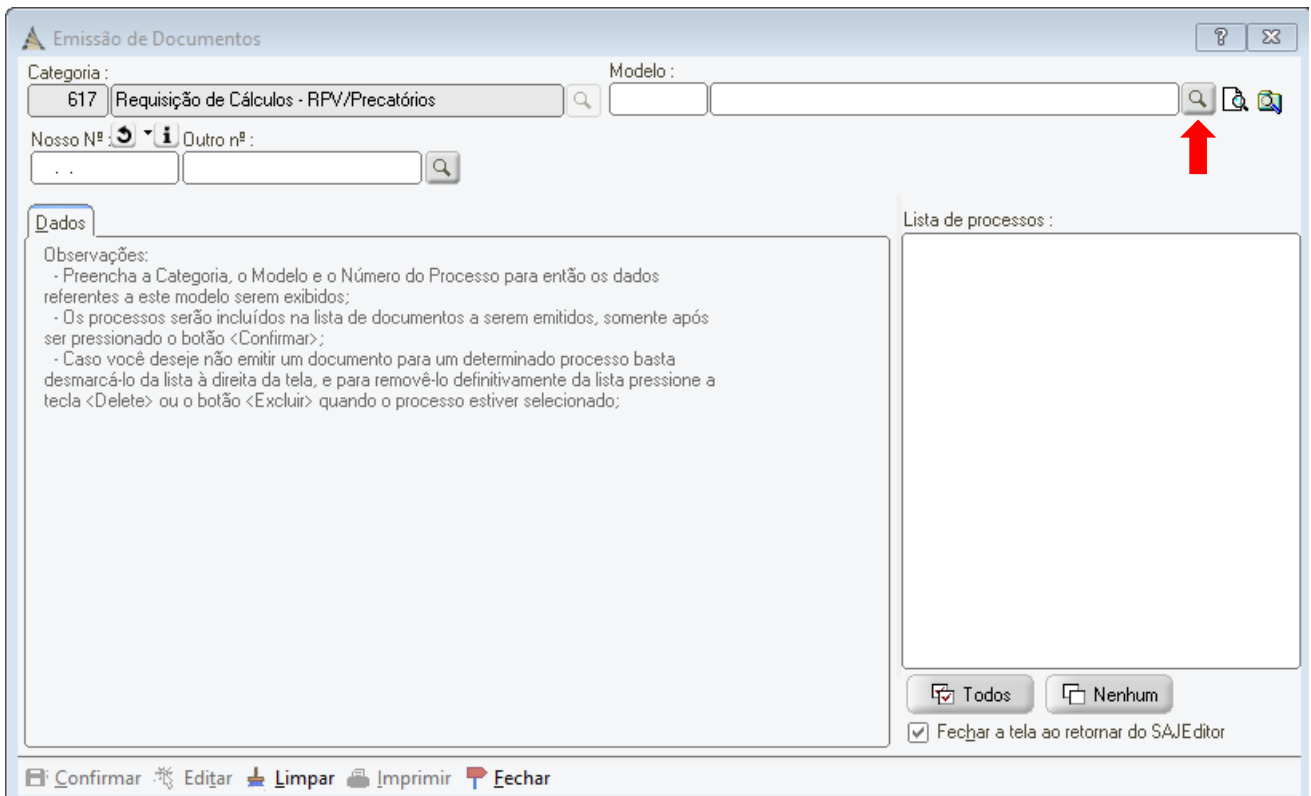 Emissão de Documentos
Categoria :
Modelo :
617 Requisição de Cálculos - RPV/Precatórios
Nosso Nº :
Outro nº :
. .
Dados
Observações:
- Preencha a Categoria, o Modelo e o Número do Processo para então os dados
referentes a este modelo serem exibidos;
- Os processos serão incluídos na lista de documentos a serem emitidos, somente após
ser pressionado o botão <Confirmar>;
- Caso você deseje não emitir um documento para um determinado processo basta
desmarcá-lo da lista à direita da tela, e para removê-lo definitivamente da lista pressione a
tecla <Delete> ou o botão <Excluir> quando o processo estiver selecionado;
Lista de processos :
Todos
Nenhum
Fechar a tela ao retornar do SAJEditor
Confirmar Editar Limpar Imprimir Fechar